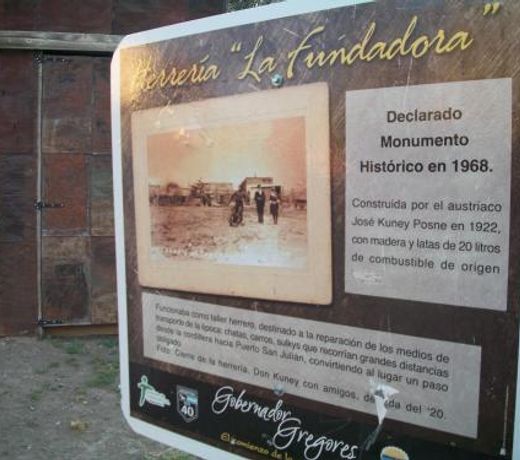 Herrería "La Fundadora"
Declarado
Monumento
Histórico en 1968.
Construída por el austriaco
José Kuney Posne en 1922,
con madera y latas de 20 litros
de combustible de origen
Funcionaba como taller herrero, destinado a la reparación de los medios de
transporte de la época: chatas, carros, sulkys que recorrían grandes distancias
desde la cordillera hacia Puerto San Julián, convirtiendo al lugar un paso
obligado.
Foto: Cierre de la herrería. Don Kuney con amigos, década del '20.
40
Gobernador
Gregores
El comienzo de